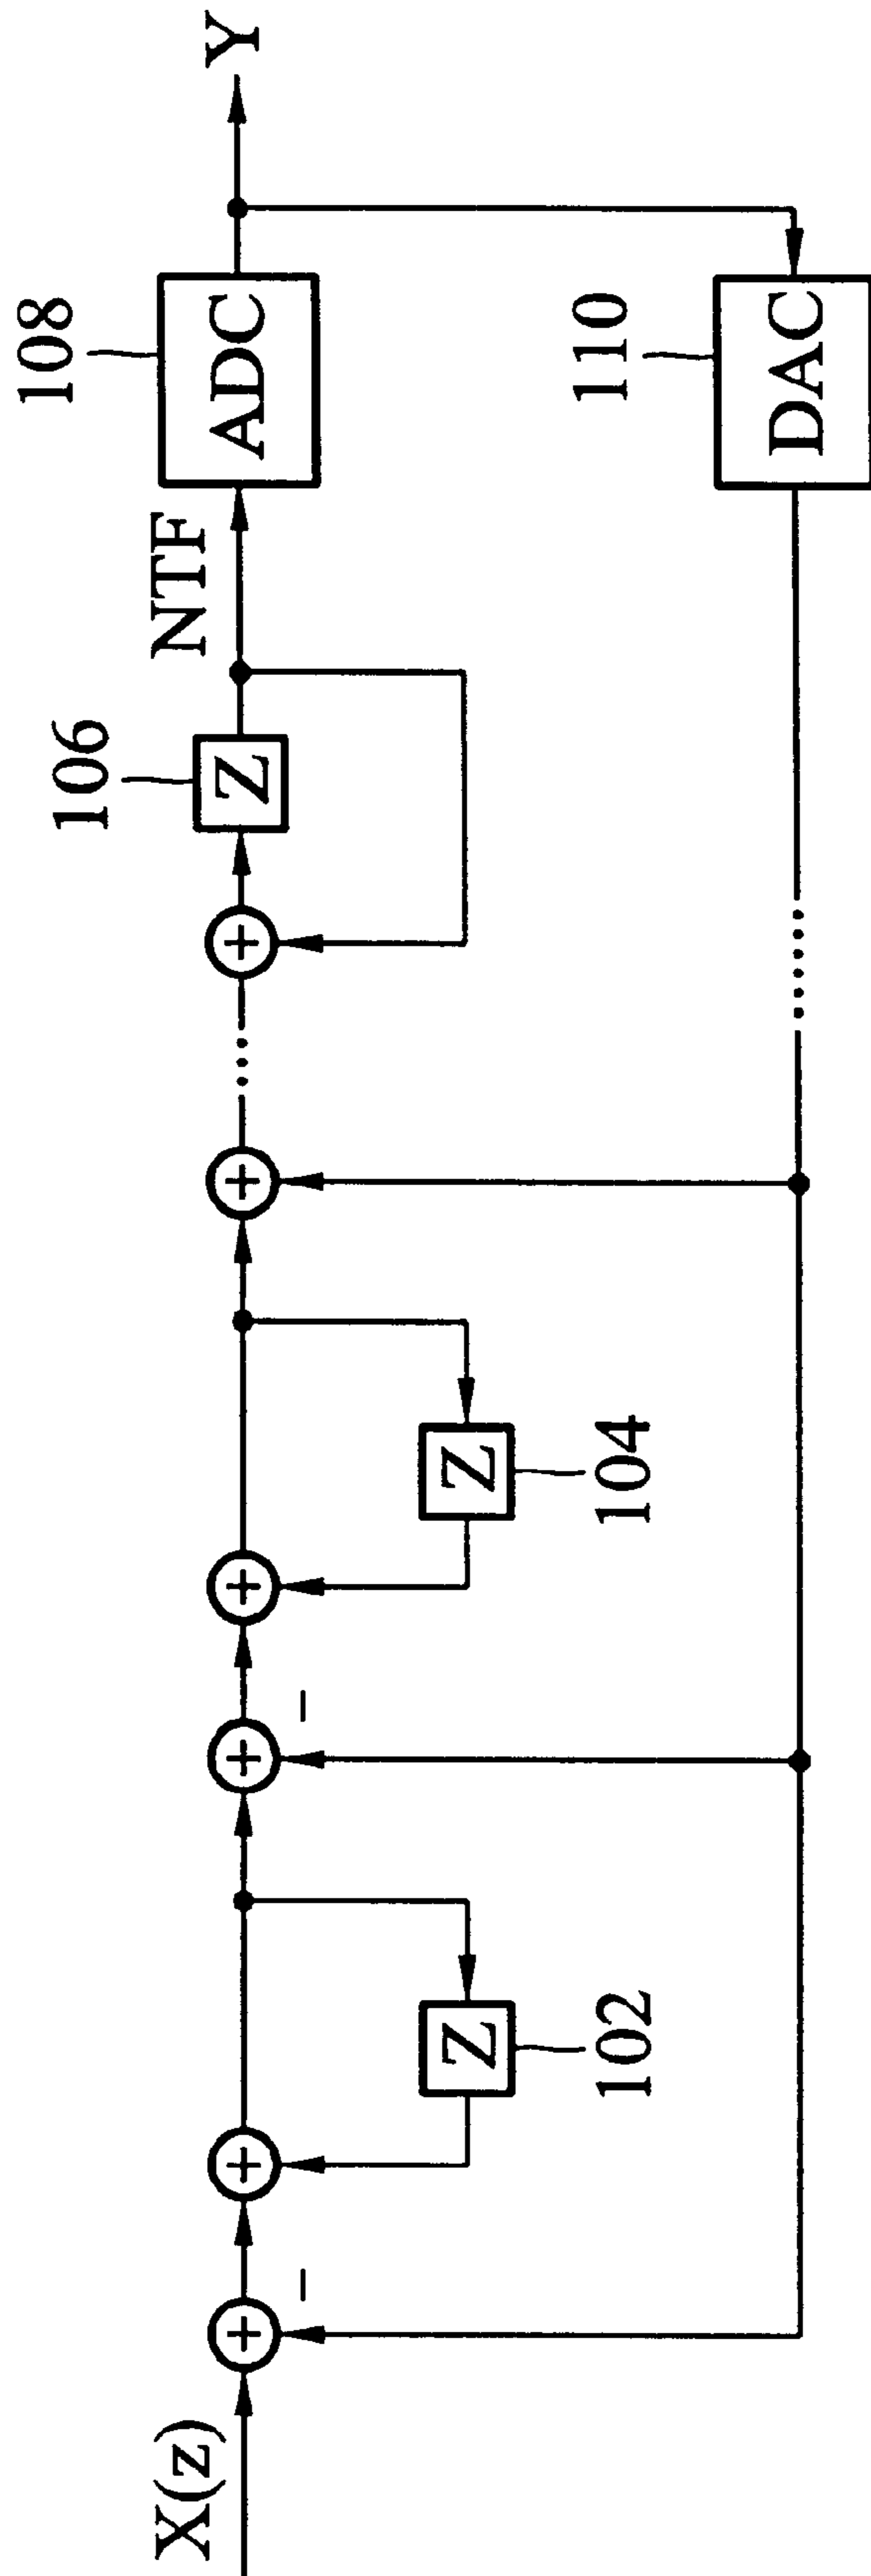 X(z)
−
+
+
Z
102
−
+
+
Z
104
+
...
+
Z
106
NTF
ADC
108
Y
......
DAC
110